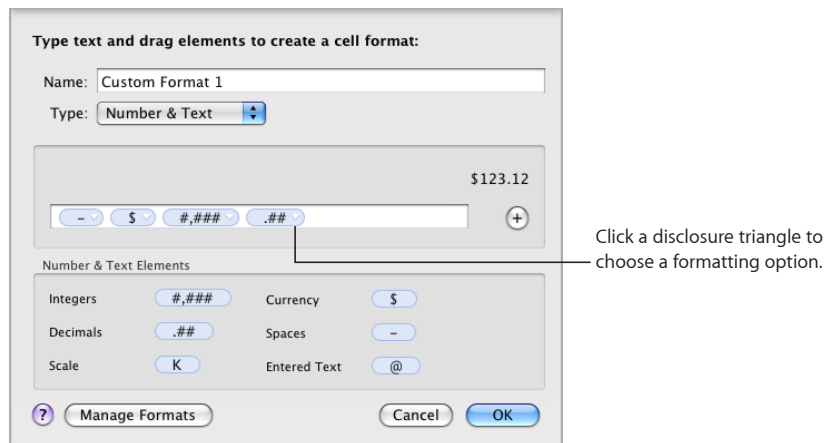 Type text and drag elements to create a cell format:
Name: Custom Format 1
Type: Number & Text
$123.12
– $ #,### .##
+
Click a disclosure triangle to
choose a formatting option.
Number & Text Elements
Integers #,### Currency $
Decimals .## Spaces –
Scale K Entered Text @
? Manage Formats Cancel OK